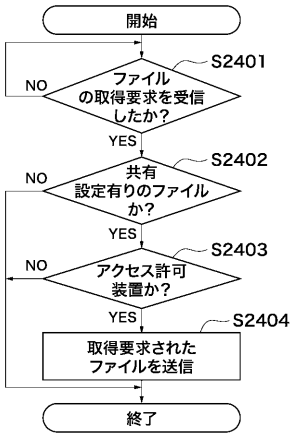 開始
S2401
ファイル
の取得要求を受信
したか?
NO
YES
S2402
共有
設定有りのファイル
か?
NO
YES
S2403
アクセス許可
装置か?
NO
YES
S2404
取得要求された
ファイルを送信
終了